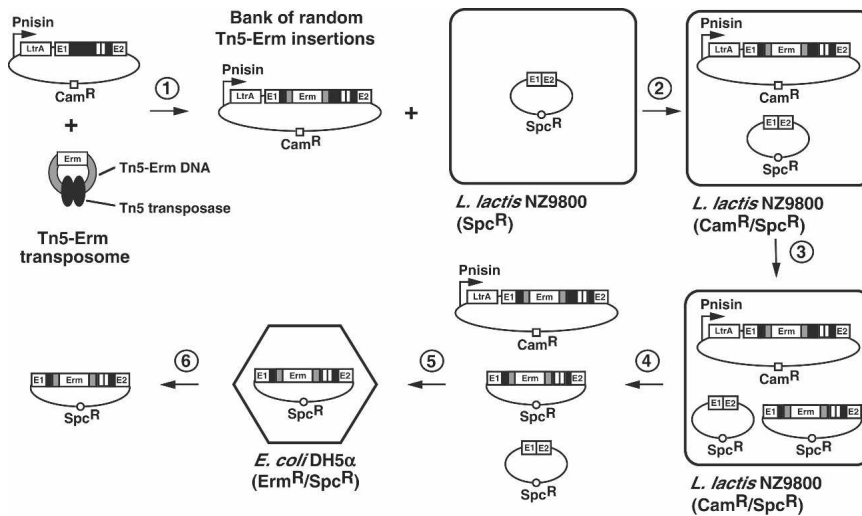 Pnisin
LtrA E1 E2
CamR
+
Erm
Tn5-Erm DNA
Tn5 transposase
Tn5-Erm
transposome
1
Bank of random
Tn5-Erm insertions
Pnisin
LtrA E1 Erm E2
CamR
+
E1 E2
SpcR
L. lactis NZ9800
(SpcR)
2
Pnisin
LtrA E1 Erm E2
CamR
E1 E2
SpcR
L. lactis NZ9800
(CamR/SpcR)
3
Pnisin
LtrA E1 Erm E2
CamR
E1 E2
SpcR
E1 Erm E2
SpcR
L. lactis NZ9800
(CamR/SpcR)
4
Pnisin
LtrA E1 Erm E2
CamR
E1 Erm E2
SpcR
E1 E2
SpcR
5
E1 Erm E2
SpcR
E. coli DH5α
(ErmR/SpcR)
6
E1 Erm E2
SpcR